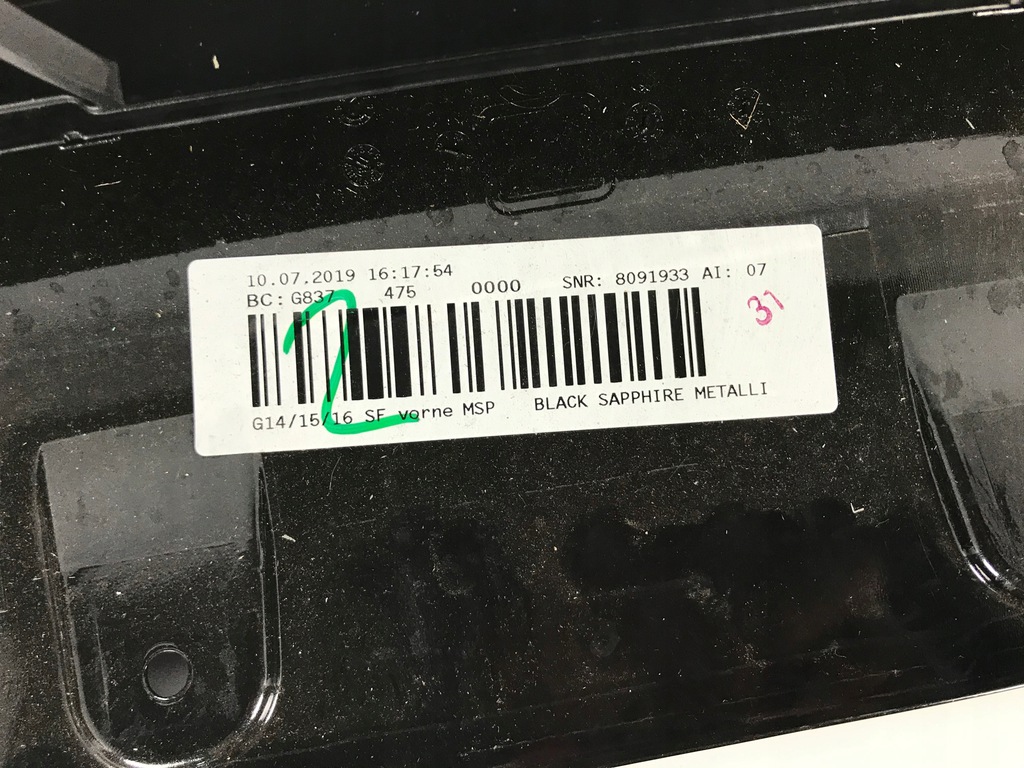 10.07.2019 16:17:54
BC: G837 475 0000 SNR: 8091933 AI: 07
31
2
G14/15/16 SF vorne MSP BLACK SAPPHIRE METALLI